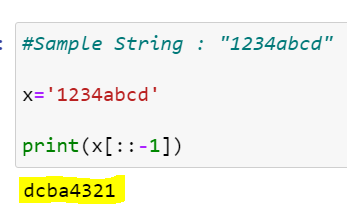 :
#Sample String : "1234abcd"
x='1234abcd'
print(x[::-1])
dcba4321